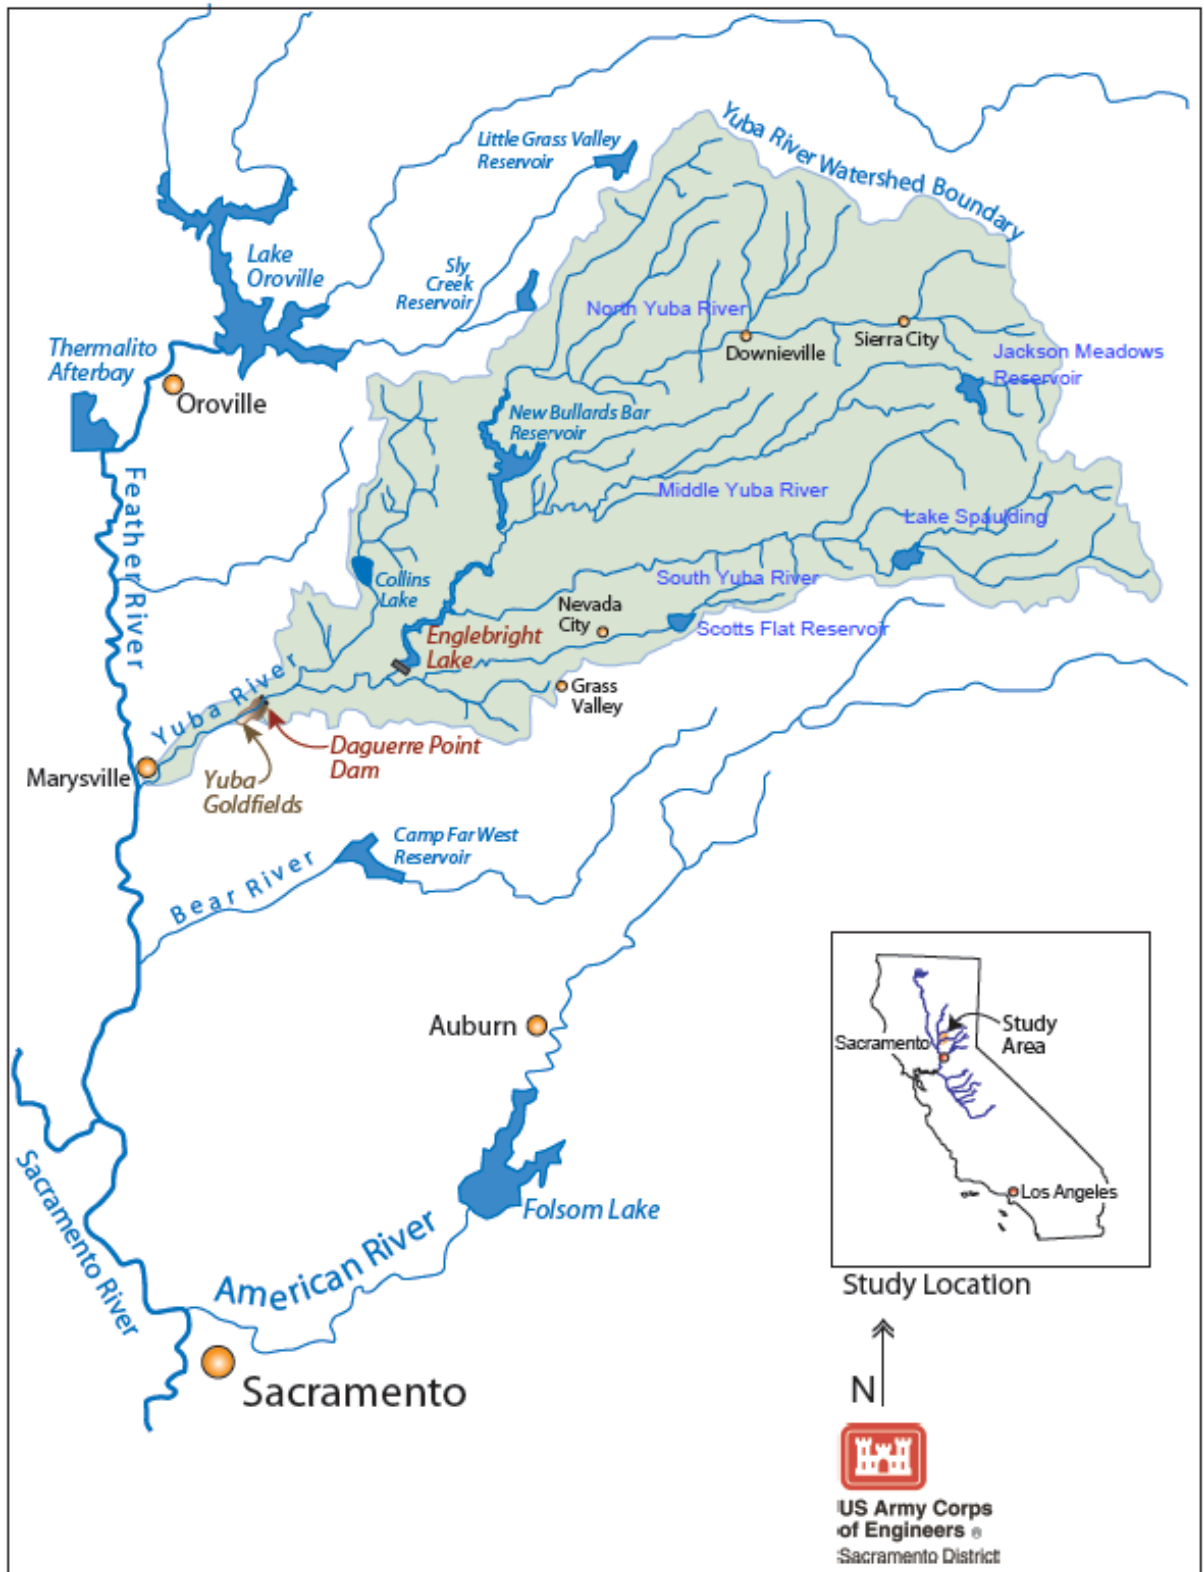 Yuba River Watershed Boundary
Little Grass Valley
Reservoir
Lake
Oroville
Sly
Creek
Reservoir
North Yuba River
Downieville
Sierra City
Jackson Meadows
Reservoir
Thermalito
Afterbay
Oroville
New Bullards Bar
Reservoir
Feather River
Middle Yuba River
Lake Spaulding
Collins
Lake
South Yuba River
Nevada
City
Scotts Flat Reservoir
Englebright
Lake
Grass
Valley
Yuba River
Daguerre Point
Dam
Marysville
Yuba
Goldfields
Camp Far West
Reservoir
Bear River
Auburn
Study
Area
Sacramento
Los Angeles
Sacramento River
Folsom Lake
American River
Study Location
Sacramento
N
US Army Corps
of Engineers ®
Sacramento District